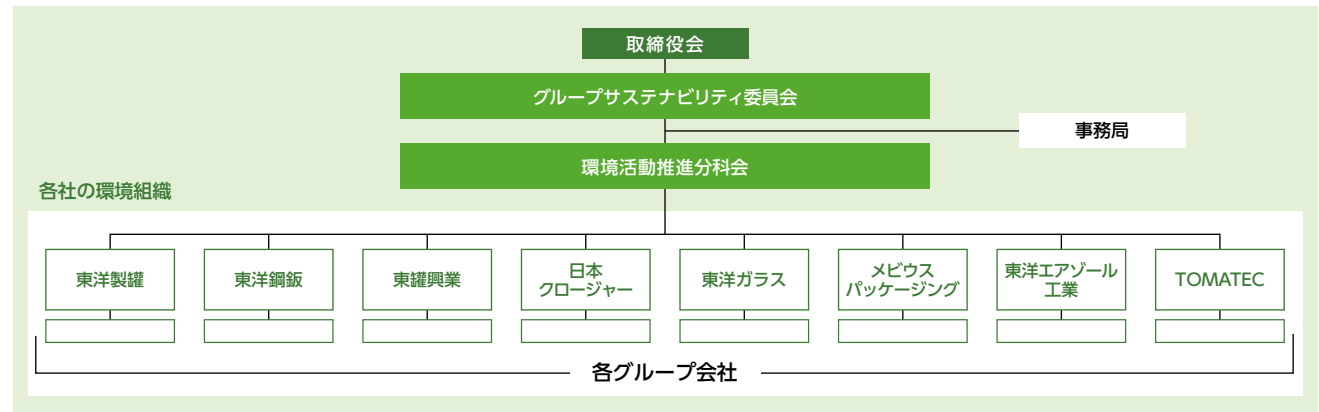 取締役会
グループサステナビリティ委員会
事務局
環境活動推進分科会
各社の環境組織
東洋製罐
東洋鋼鈑
東罐興業
日本
クロージャー
東洋ガラス
メビウス
パッケージング
東洋エアゾール
工業
TOMATEC
各グループ会社